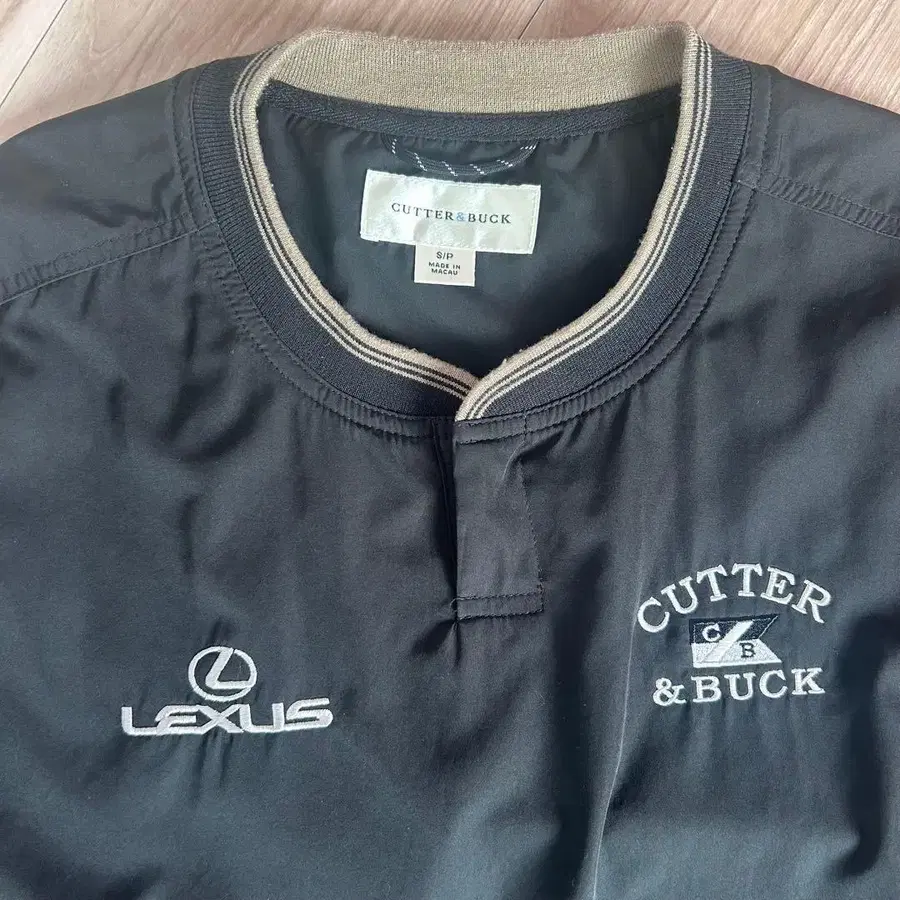 CUTTER&BUCK
S/P
MADE IN
MACAU
CUTTER
C
B
& BUCK
L
LEXUS